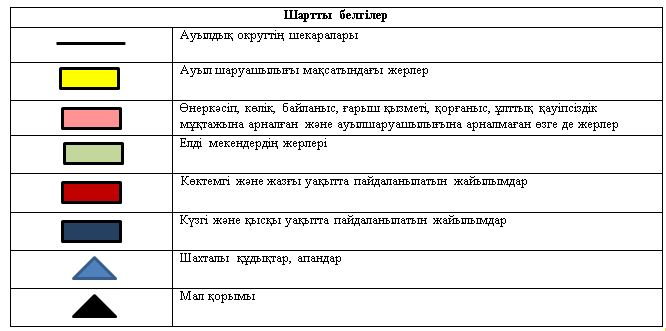 Шартты белгілер
Ауылдық округтің шекаралары
Ауыл шаруашылығы мақсатындағы жерлер
Өнеркәсіп, көлік, байланыс, ғарыш қызметі, қорғаныс, ұлттық қауіпсіздік
мұқтажына арналған және ауылшаруашылығына арналмаған өзге де жерлер
Елді мекендердің жерлері
Көктемгі және жазғы уақытта пайдаланылатын жайылымдар
Күзгі және қысқы уақытта пайдаланылатын жайылымдар
Шахталы құдықтар, апандар
Мал қорымы